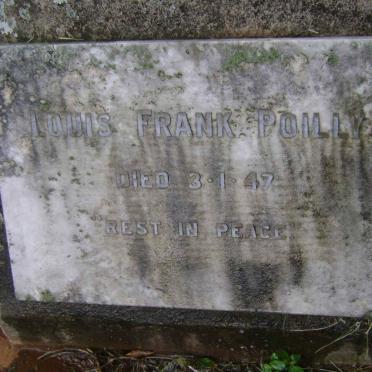 LOUIS FRANK POILLY
DIED 3·1·47
"REST IN PEACE"